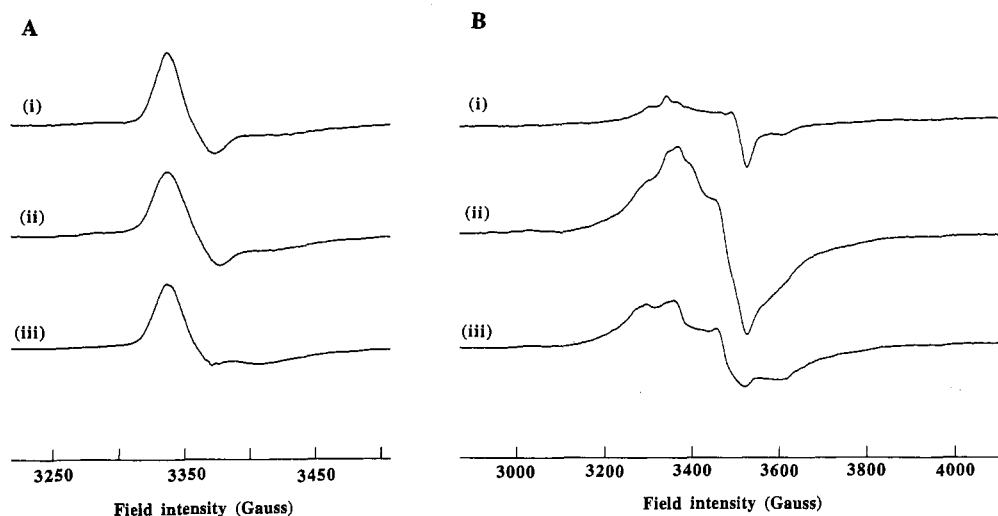 A
(i)
(ii)
(iii)
3250
3350
3450
Field intensity (Gauss)
B
(i)
(ii)
(iii)
3000
3200
3400
3600
3800
4000
Field intensity (Gauss)